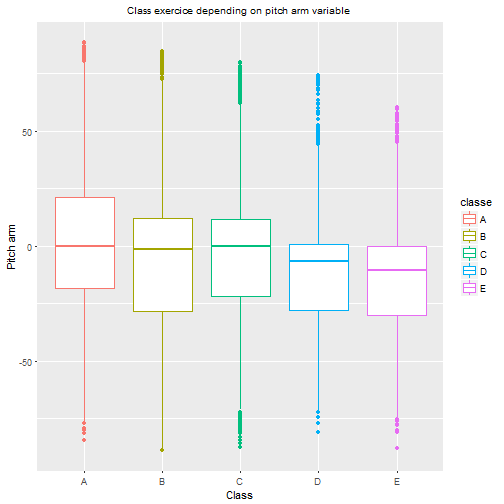 Class exercice depending on pitch arm variable
Pitch arm
50
0
-50
A B C D E
Class
classe
A
B
C
D
E